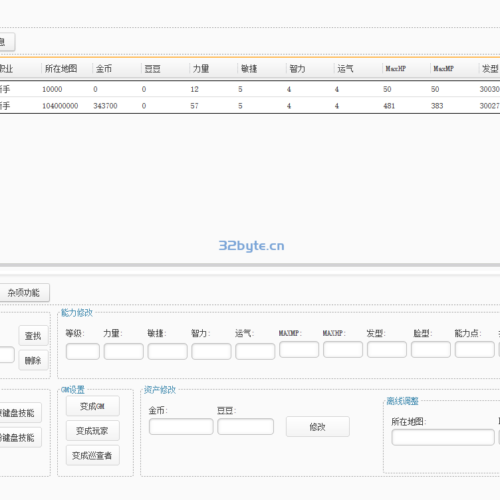 息
职业 所在地图 金币 豆豆 力量 敏捷 智力 运气 MaxHP MaxMP 发型
手 10000 0 0 12 5 4 4 50 50 30030
手 104000000 343700 0 57 5 4 4 481 383 30027
32byte.cn
杂项功能
能力修改
等级: 力量: 敏捷: 智力: 运气: MAXHP: MAXMP: 发型: 脸型: 能力点:
查找
删除
键盘技能
键盘技能
GM设置
变成GM
变成玩家
变成巡查者
资产修改
金币: 豆豆:
修改
离线调整
所在地图: